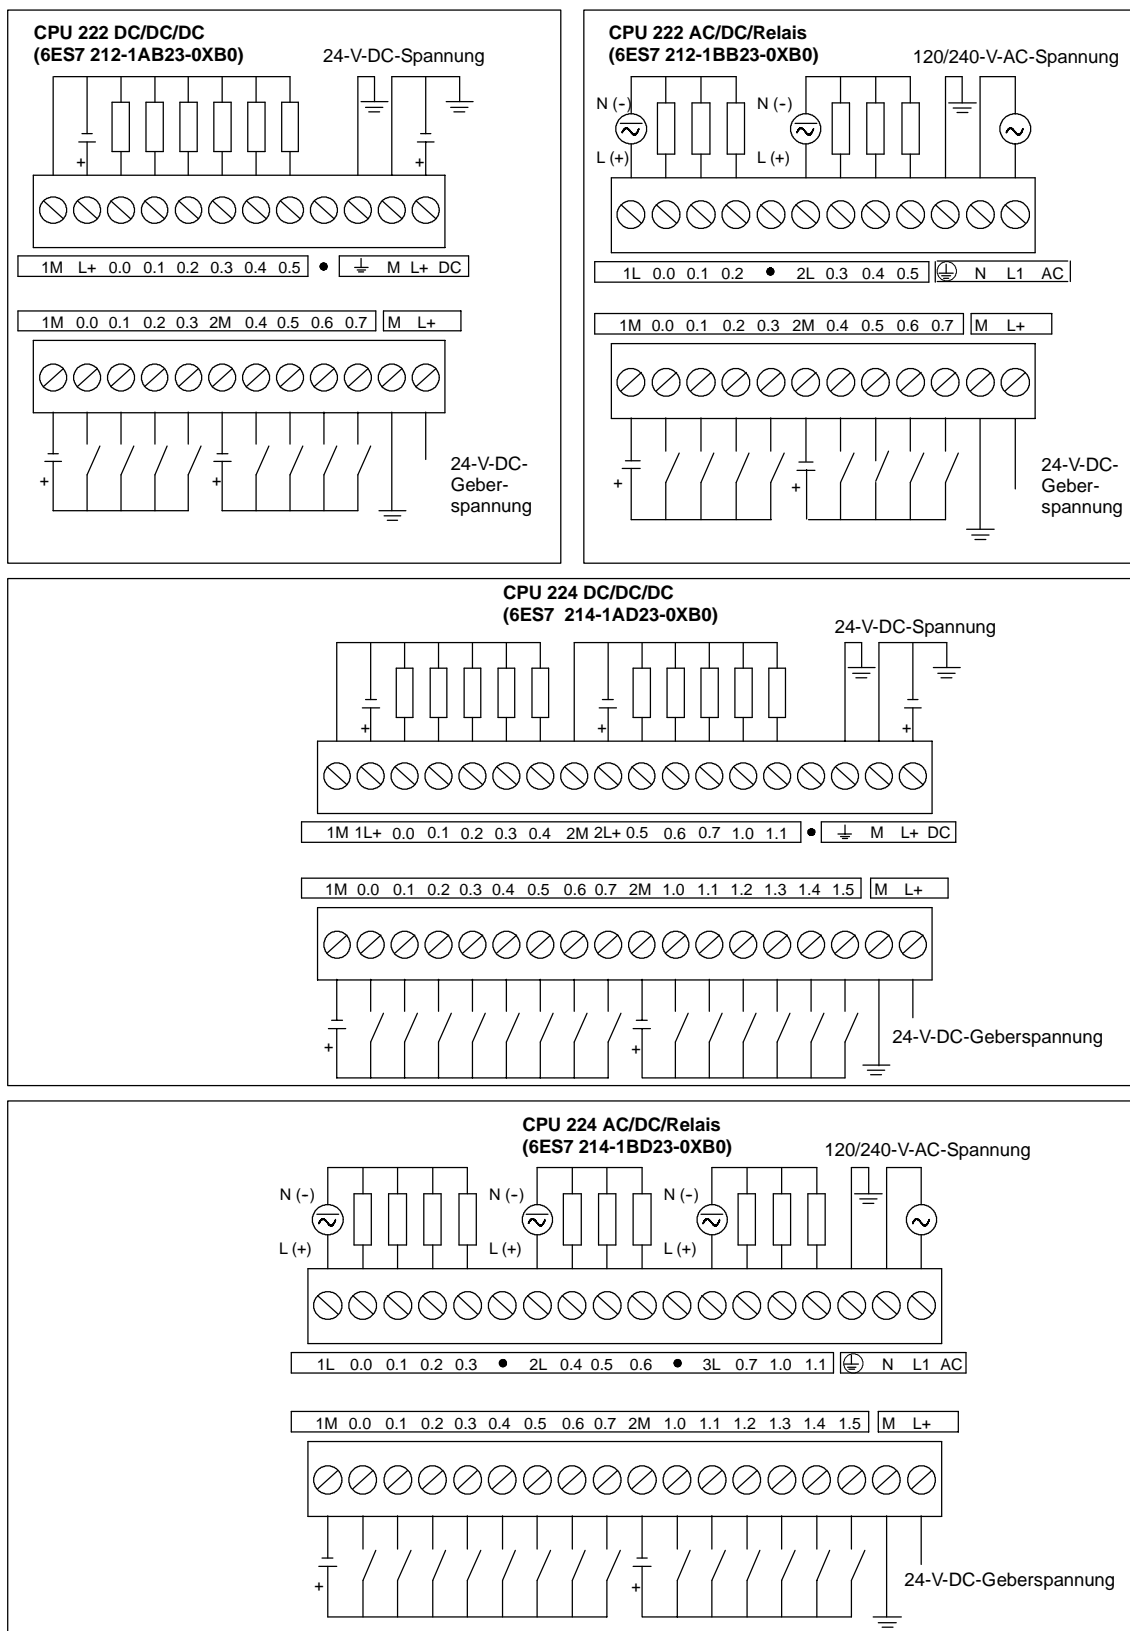 CPU 222 DC/DC/DC
(6ES7 212-1AB23-0XB0)
24-V-DC-Spannung
+
+
1M L+ 0.0 0.1 0.2 0.3 0.4 0.5 M L+ DC
1M 0.0 0.1 0.2 0.3 2M 0.4 0.5 0.6 0.7 M L+
+
+
24-V-DC-
Geber-
spannung
CPU 222 AC/DC/Relais
(6ES7 212-1BB23-0XB0)
120/240-V-AC-Spannung
N (-)
N (-)
L (+)
L (+)
1L 0.0 0.1 0.2 • 2L 0.3 0.4 0.5 N L1 AC
1M 0.0 0.1 0.2 0.3 2M 0.4 0.5 0.6 0.7 M L+
+
+
24-V-DC-
Geber-
spannung
CPU 224 DC/DC/DC
(6ES7 214-1AD23-0XB0)
24-V-DC-Spannung
+
+
+
1M 1L+ 0.0 0.1 0.2 0.3 0.4 2M 2L+ 0.5 0.6 0.7 1.0 1.1 • M L+ DC
1M 0.0 0.1 0.2 0.3 0.4 0.5 0.6 0.7 2M 1.0 1.1 1.2 1.3 1.4 1.5 M L+
+
+
24-V-DC-Geberspannung
CPU 224 AC/DC/Relais
(6ES7 214-1BD23-0XB0)
120/240-V-AC-Spannung
N (-)
N (-)
N (-)
L (+)
L (+)
L (+)
1L 0.0 0.1 0.2 0.3 • 2L 0.4 0.5 0.6 • 3L 0.7 1.0 1.1 N L1 AC
1M 0.0 0.1 0.2 0.3 0.4 0.5 0.6 0.7 2M 1.0 1.1 1.2 1.3 1.4 1.5 M L+
+
+
24-V-DC-Geberspannung